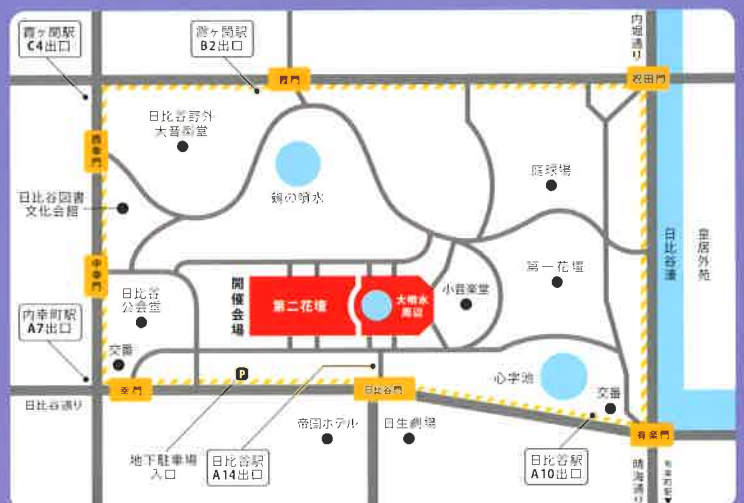 霞ヶ関駅
C4出口
霞ヶ関駅
B2出口
内堀通り
霞門
祝田門
日比谷野外
大音楽堂
西幸門
庭球場
鶴の噴水
日比谷図書
文化会館
日比谷濠
皇居外苑
中幸門
第一花壇
開催会場
第二花壇
大噴水
周辺
小音楽堂
日比谷
公会堂
内幸町駅
A7出口
交番
心字池
交番
P
幸門
日比谷門
日比谷通り
帝国ホテル
日生劇場
有楽門
地下駐車場
入口
日比谷駅
A14出口
日比谷駅
A10出口
晴海通り
有楽町駅